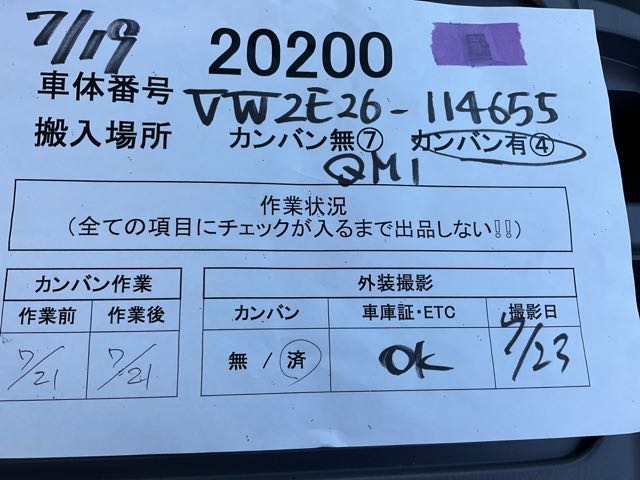 7/19
20200
車体番号 VW2E26-114655
搬入場所 カンバン無⑦ カンバン有④
QM1
作業状況
(全ての項目にチェックが入るまで出品しない!!)
カンバン作業
作業前 作業後
7/21 7/21
外装撮影
カンバン 車庫証・ETC 撮影日
無 / 済 OK 7/23